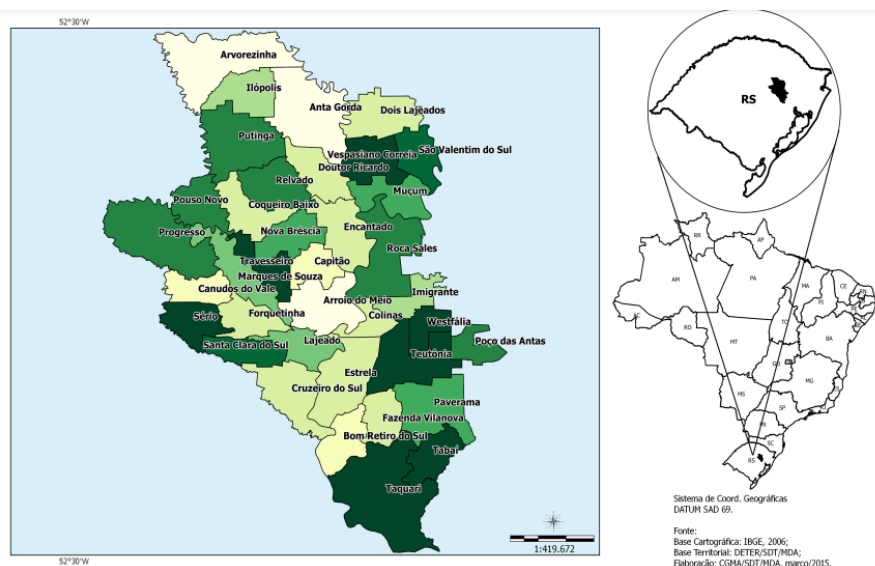 52°30'W
Arvorezinha
Ilópolis
Anta Gorda
Dois Lajeados
Putinga
Vespasiano Correia
São Valentim do Sul
Doutor Ricardo
Relvado
Muçum
Pouso Novo
Coqueiro Baixo
Progresso
Nova Bréscia
Encantado
Roca Sales
Travesseiro
Capitão
Marques de Souza
Canudos do Vale
Imigrante
Arroio do Meio
Sério
Forquetinha
Colinas
Westfália
Santa Clara do Sul
Lajeado
Teutônia
Poço das Antas
Estrela
Cruzeiro do Sul
Paverama
Fazenda Vilanova
Bom Retiro do Sul
Tabaí
Taquari
1:419.672
52°30'W
RS
RR
AP
AM
PA
MA
CE
RN
PI
AC
TO
RO
MT
BA
GO
MG
ES
MS
SP
PR
SC
RS
Sistema de Coord. Geográficas
DATUM SAD 69.
Fonte:
Base Cartográfica: IBGE, 2006;
Base Territorial: DETER/SDT/MDA;
Elaboração: CGMA/SDT/MDA, março/2015.